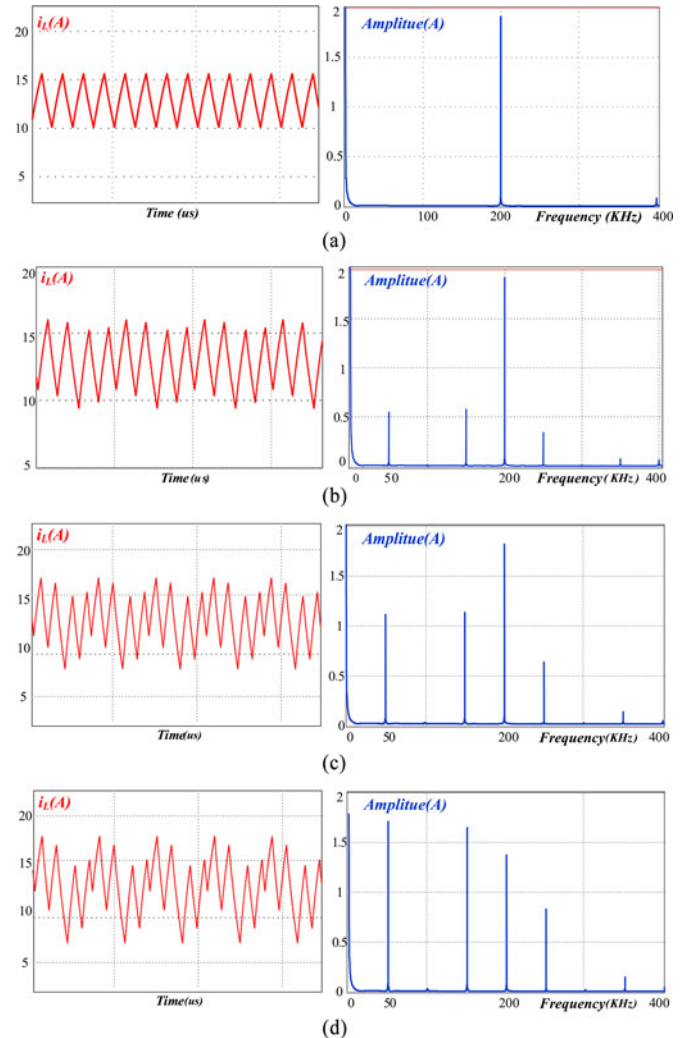 i_L(A)
20
15
10
5
Time (us)
Amplitue(A)
2
1.5
1
0.5
0
0 100 200 Frequency (KHz) 400
(a)
i_L(A)
20
15
10
5
Time(us)
Amplitue(A)
2
1.5
1
0.5
0
0 50 200 Frequency( KHz) 400
(b)
i_L(A)
20
15
10
5
Time(us)
Amplitue(A)
2
1.5
1
0.5
0
0 50 200 Frequency(KHz) 400
(c)
i_L(A)
20
15
10
5
Time(us)
Amplitue(A)
2
1.5
1
0.5
0
0 50 200 Frequency(KHz) 400
(d)